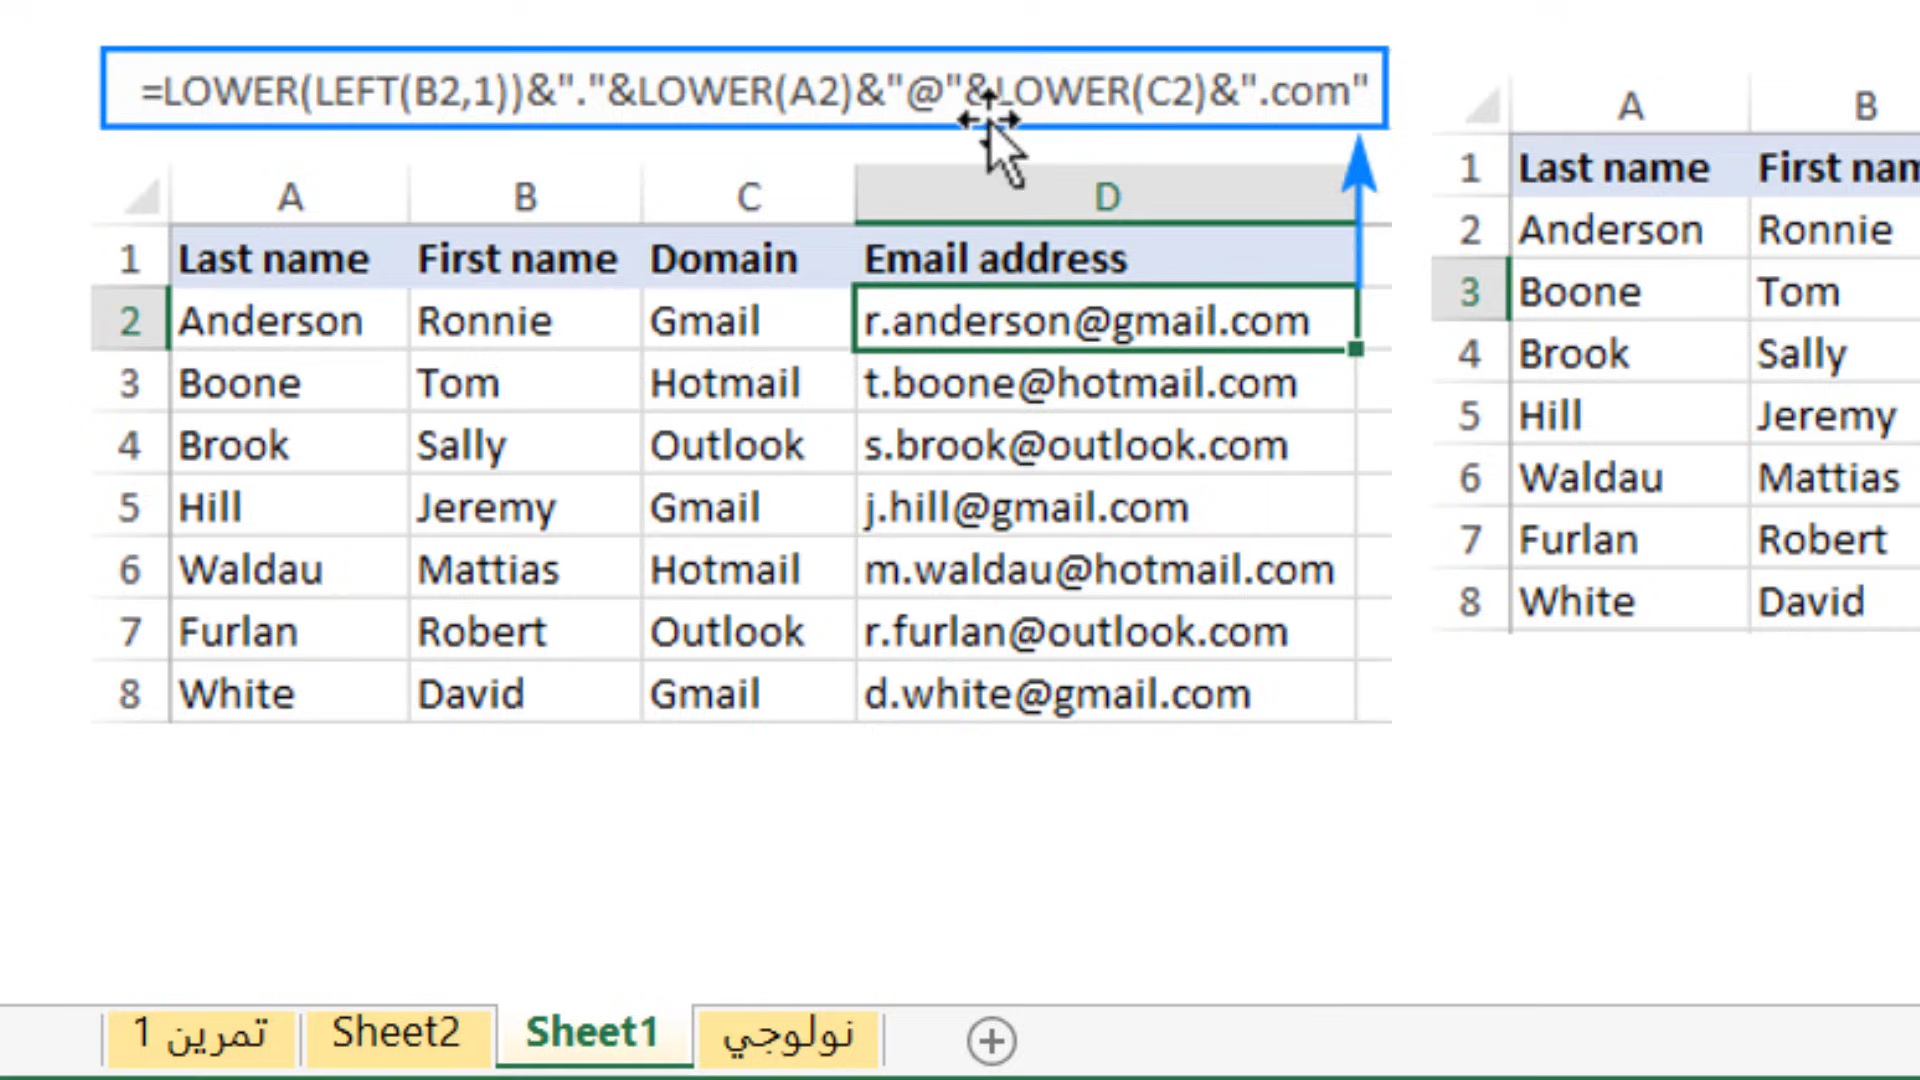 =LOWER(LEFT(B2,1))&"."&LOWER(A2)&"@"&LOWER(C2)&".com"
A B C D
1 Last name First name Domain Email address
2 Anderson Ronnie Gmail r.anderson@gmail.com
3 Boone Tom Hotmail t.boone@hotmail.com
4 Brook Sally Outlook s.brook@outlook.com
5 Hill Jeremy Gmail j.hill@gmail.com
6 Waldau Mattias Hotmail m.waldau@hotmail.com
7 Furlan Robert Outlook r.furlan@outlook.com
8 White David Gmail d.white@gmail.com
A B
1 Last name First nam
2 Anderson Ronnie
3 Boone Tom
4 Brook Sally
5 Hill Jeremy
6 Waldau Mattias
7 Furlan Robert
8 White David
تمرين 1 Sheet2 Sheet1 نولوجي